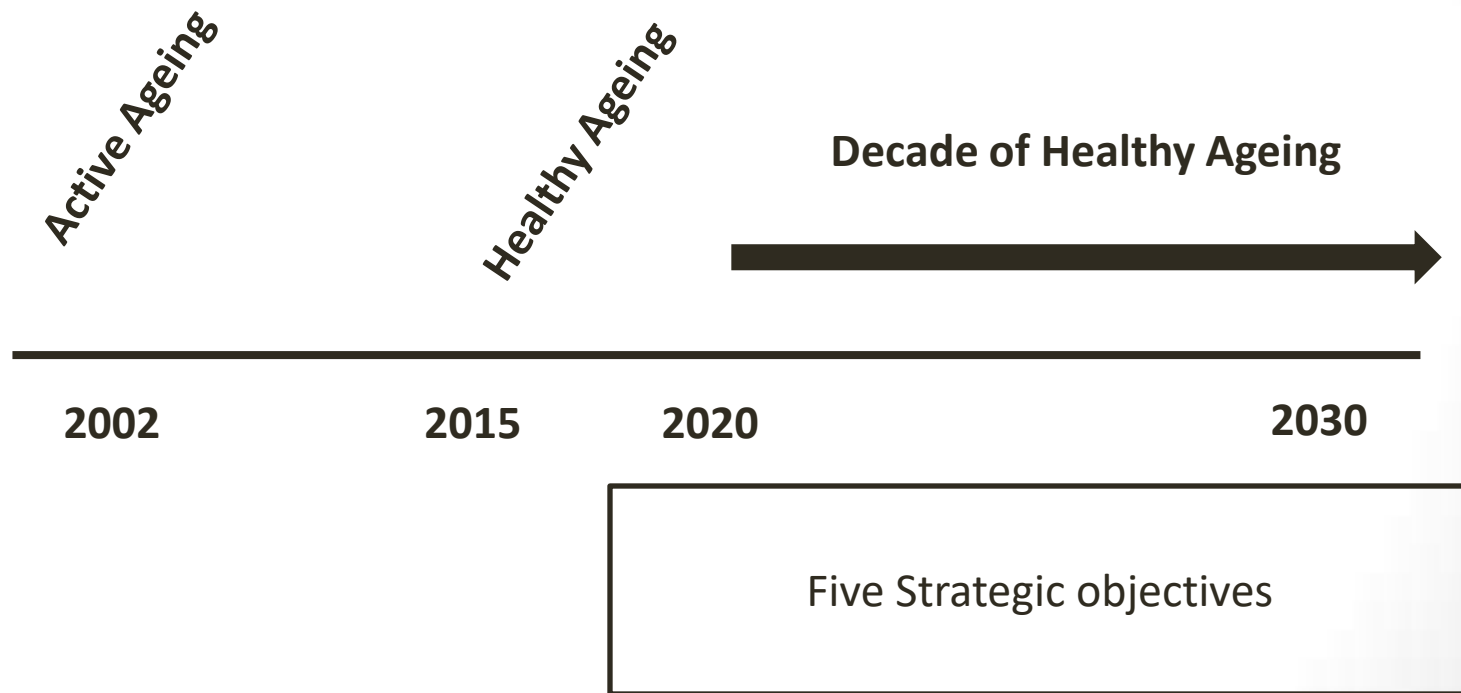 Active Ageing
Healthy Ageing
Decade of Healthy Ageing
2002
2015
2020
2030
Five Strategic objectives